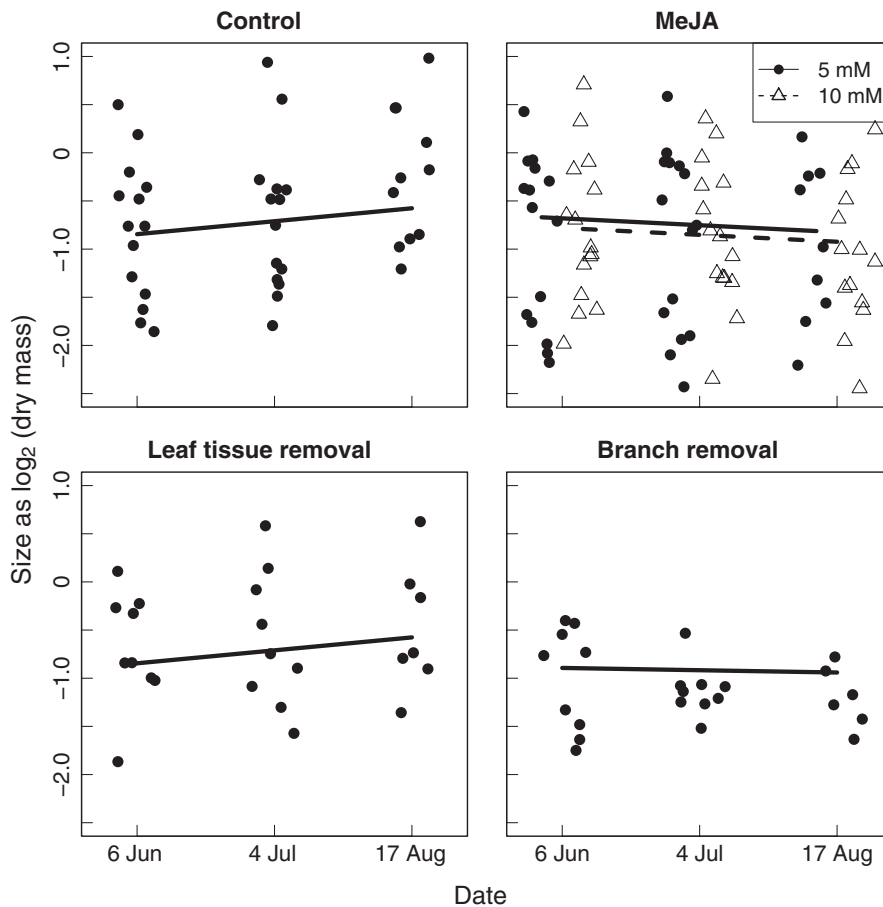 Control
MeJA
1.0
0
−1.0
−2.0
5 mM
10 mM
Size as log2 (dry mass)
Leaf tissue removal
Branch removal
1.0
0
−1.0
−2.0
6 Jun
4 Jul
17 Aug
6 Jun
4 Jul
17 Aug
Date